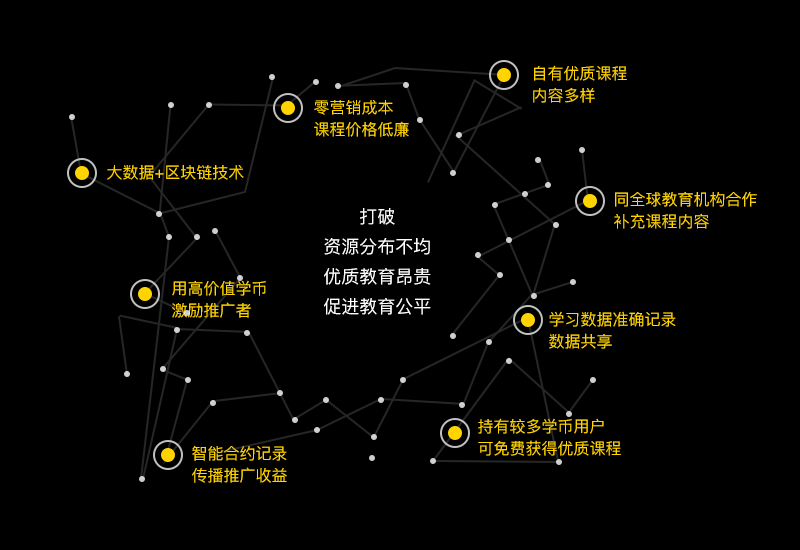 自有优质课程
内容多样
零营销成本
课程价格低廉
大数据+区块链技术
同全球教育机构合作
补充课程内容
打破
资源分布不均
优质教育昂贵
促进教育公平
用高价值学币
激励推广者
学习数据准确记录
数据共享
持有较多学币用户
可免费获得优质课程
智能合约记录
传播推广收益